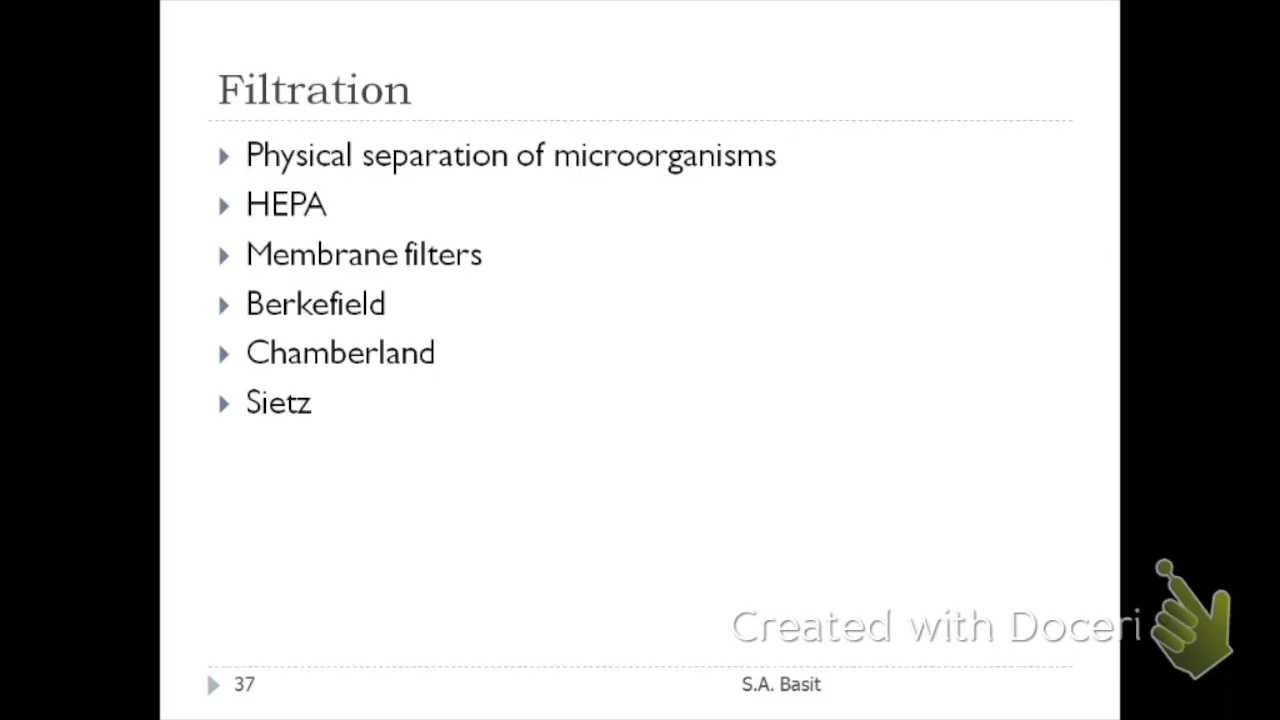 Filtration
Physical separation of microorganisms
HEPA
Membrane filters
Berkefield
Chamberland
Sietz
Created with Doceri
37
S.A. Basit